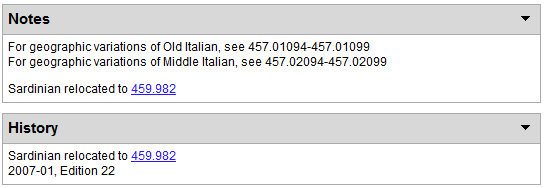 Notes
For geographic variations of Old Italian, see 457.01094-457.01099
For geographic variations of Middle Italian, see 457.02094-457.02099
Sardinian relocated to 459.982
History
Sardinian relocated to 459.982
2007-01, Edition 22